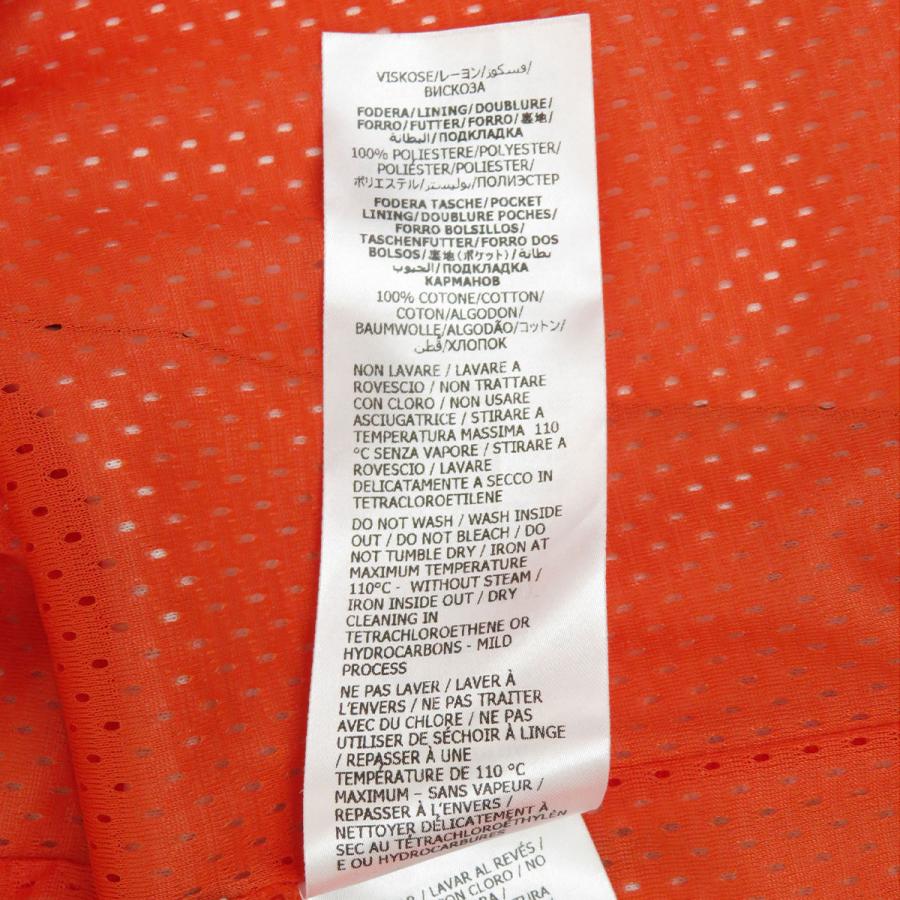 VISKOSE/レーヨン/فسكوز/
ВИСКОЗА
FODERA/LINING/DOUBLURE/
FORRO/FUTTER/FORRO/裏地/
البطانة/ПОДКЛАДКА
100% POLIESTERE/POLYESTER/
POLIÉSTER/POLIÉSTER/
ポリエステル/بوليستر/ПОЛИЭСТЕР
FODERA TASCHE/POCKET
LINING/DOUBLURE POCHES/
FORRO BOLSILLOS/
TASCHENFUTTER/FORRO DOS
BOLSOS/裏地(ポケット)/بطانة
الجيوب/ПОДКЛАДКА
КАРМАНОВ
100% COTONE/COTTON/
COTON/ALGODON/
BAUMWOLLE/ALGODÃO/コットン/
قطن/ХЛОПОК
NON LAVARE / LAVARE A
ROVESCIO / NON TRATTARE
CON CLORO / NON USARE
ASCIUGATRICE / STIRARE A
TEMPERATURA MASSIMA 110
°C SENZA VAPORE / STIRARE A
ROVESCIO / LAVARE
DELICATAMENTE A SECCO IN
TETRACLOROETILENE
DO NOT WASH / WASH INSIDE
OUT / DO NOT BLEACH / DO
NOT TUMBLE DRY / IRON AT
MAXIMUM TEMPERATURE
110°C - WITHOUT STEAM /
IRON INSIDE OUT / DRY
CLEANING IN
TETRACHLOROETHENE OR
HYDROCARBONS - MILD
PROCESS
NE PAS LAVER / LAVER À
L'ENVERS / NE PAS TRAITER
AVEC DU CHLORE / NE PAS
UTILISER DE SÉCHOIR À LINGE
/ REPASSER À UNE
TEMPÉRATURE DE 110 °C
MAXIMUM – SANS VAPEUR /
REPASSER À L'ENVERS /
NETTOYER DÉLICATEMENT À
SEC AU TÉTRACHLOROÉTHYLÈN
E OU HYDROCARBURES
/ LAVAR AL REVÉS /
CON CLORO / NO